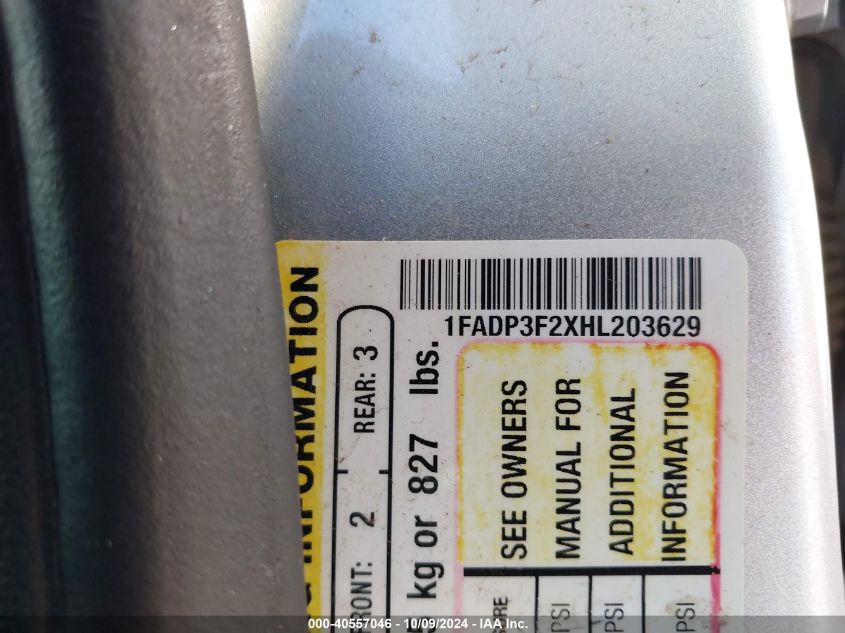 1FADP3F2XHL203629
INFORMATION
FRONT: 2 REAR: 3
kg or 827 lbs.
SEE OWNERS
MANUAL FOR
ADDITIONAL
INFORMATION
PSI
PSI
PSI
000-40557046 - 10/09/2024 - IAA Inc.